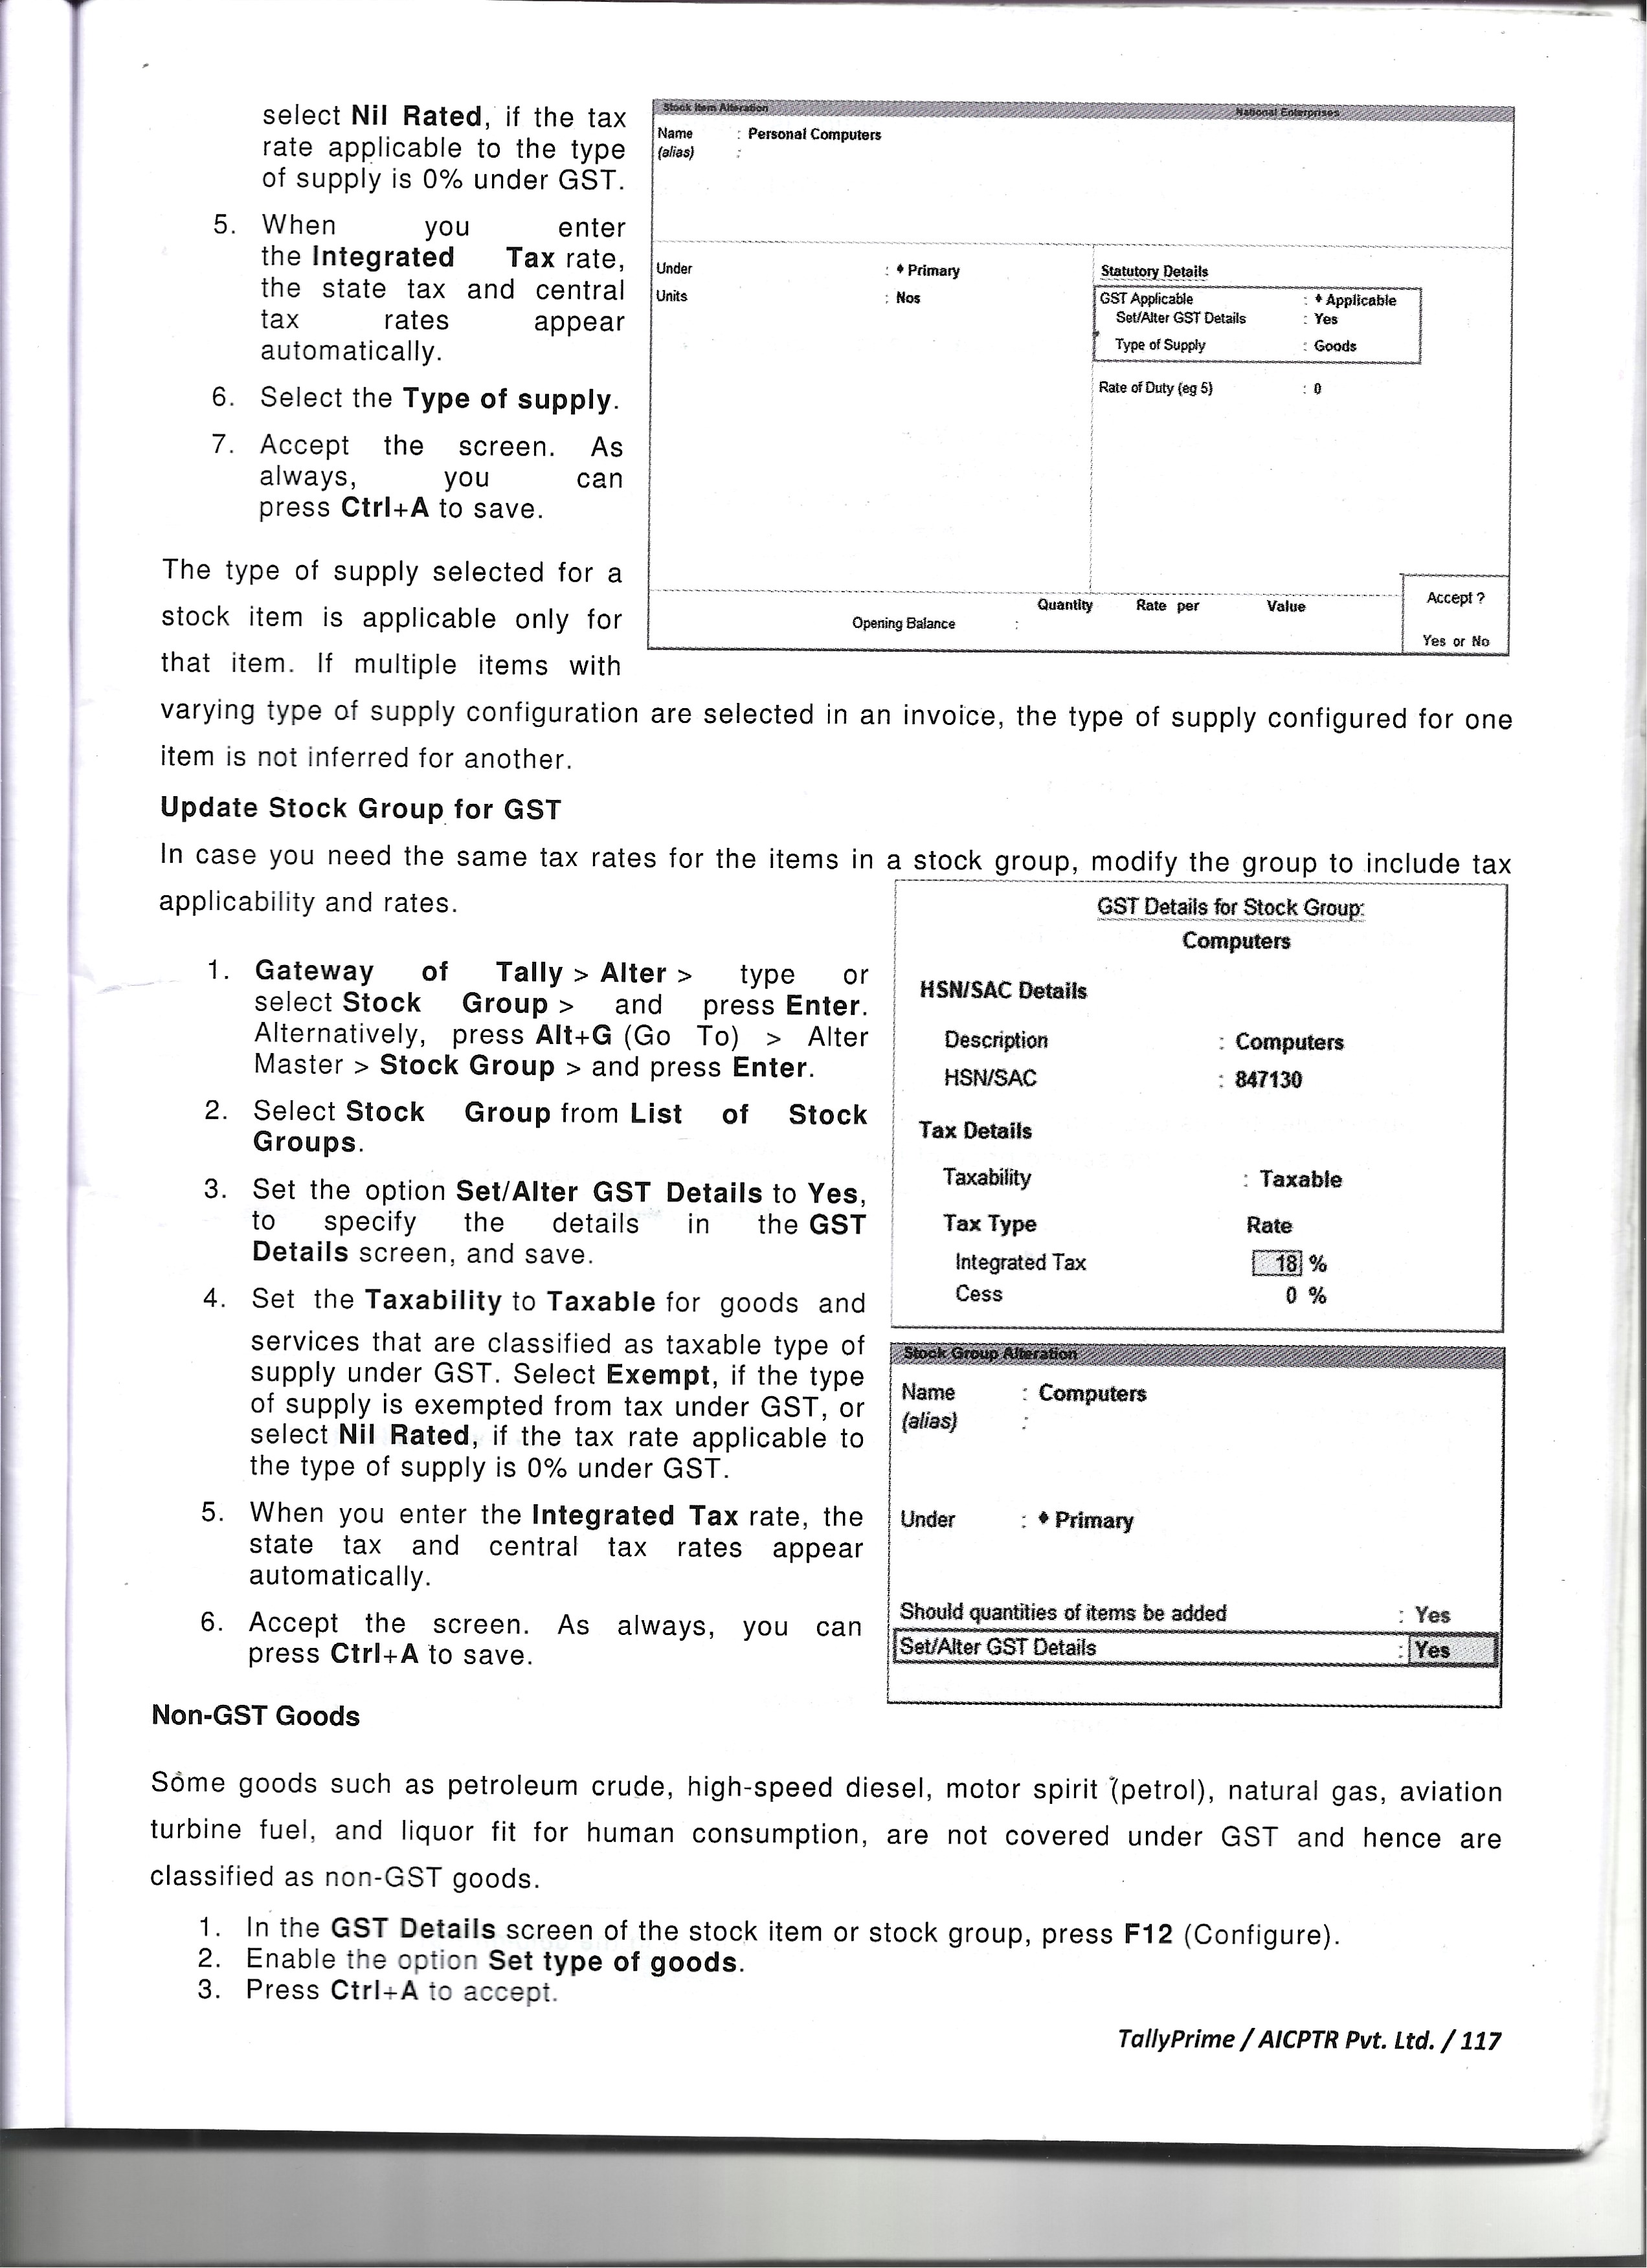 select Nil Rated, if the tax
rate applicable to the type
of supply is 0% under GST.
5. When you enter
the Integrated Tax rate,
the state tax and central
tax rates appear
automatically.
6. Select the Type of supply.
7. Accept the screen. As
always, you can
press Ctrl+A to save.
Stock Item Alteration National Enterprises
Name : Personal Computers
(alias) :
Under : ♦ Primary
Units : Nos
Statutory Details
GST Applicable : ♦ Applicable
Set/Alter GST Details : Yes
Type of Supply : Goods
Rate of Duty (eg 5) : 0
Quantity Rate per Value
Opening Balance :
Accept ?
Yes or No
The type of supply selected for a
stock item is applicable only for
that item. If multiple items with
varying type of supply configuration are selected in an invoice, the type of supply configured for one
item is not inferred for another.
Update Stock Group for GST
In case you need the same tax rates for the items in a stock group, modify the group to include tax
applicability and rates.
1. Gateway of Tally > Alter > type or
select Stock Group > and press Enter.
Alternatively, press Alt+G (Go To) > Alter
Master > Stock Group > and press Enter.
2. Select Stock Group from List of Stock
Groups.
3. Set the option Set/Alter GST Details to Yes,
to specify the details in the GST
Details screen, and save.
4. Set the Taxability to Taxable for goods and
services that are classified as taxable type of
supply under GST. Select Exempt, if the type
of supply is exempted from tax under GST, or
select Nil Rated, if the tax rate applicable to
the type of supply is 0% under GST.
5. When you enter the Integrated Tax rate, the
state tax and central tax rates appear
automatically.
6. Accept the screen. As always, you can
press Ctrl+A to save.
GST Details for Stock Group:
Computers
HSN/SAC Details
Description : Computers
HSN/SAC : 847130
Tax Details
Taxability : Taxable
Tax Type Rate
Integrated Tax 18 %
Cess 0 %
Stock Group Alteration
Name : Computers
(alias) :
Under : ♦ Primary
Should quantities of items be added : Yes
Set/Alter GST Details : Yes
Non-GST Goods
Some goods such as petroleum crude, high-speed diesel, motor spirit (petrol), natural gas, aviation
turbine fuel, and liquor fit for human consumption, are not covered under GST and hence are
classified as non-GST goods.
1. In the GST Details screen of the stock item or stock group, press F12 (Configure).
2. Enable the option Set type of goods.
3. Press Ctrl+A to accept.
TallyPrime / AICPTR Pvt. Ltd. / 117